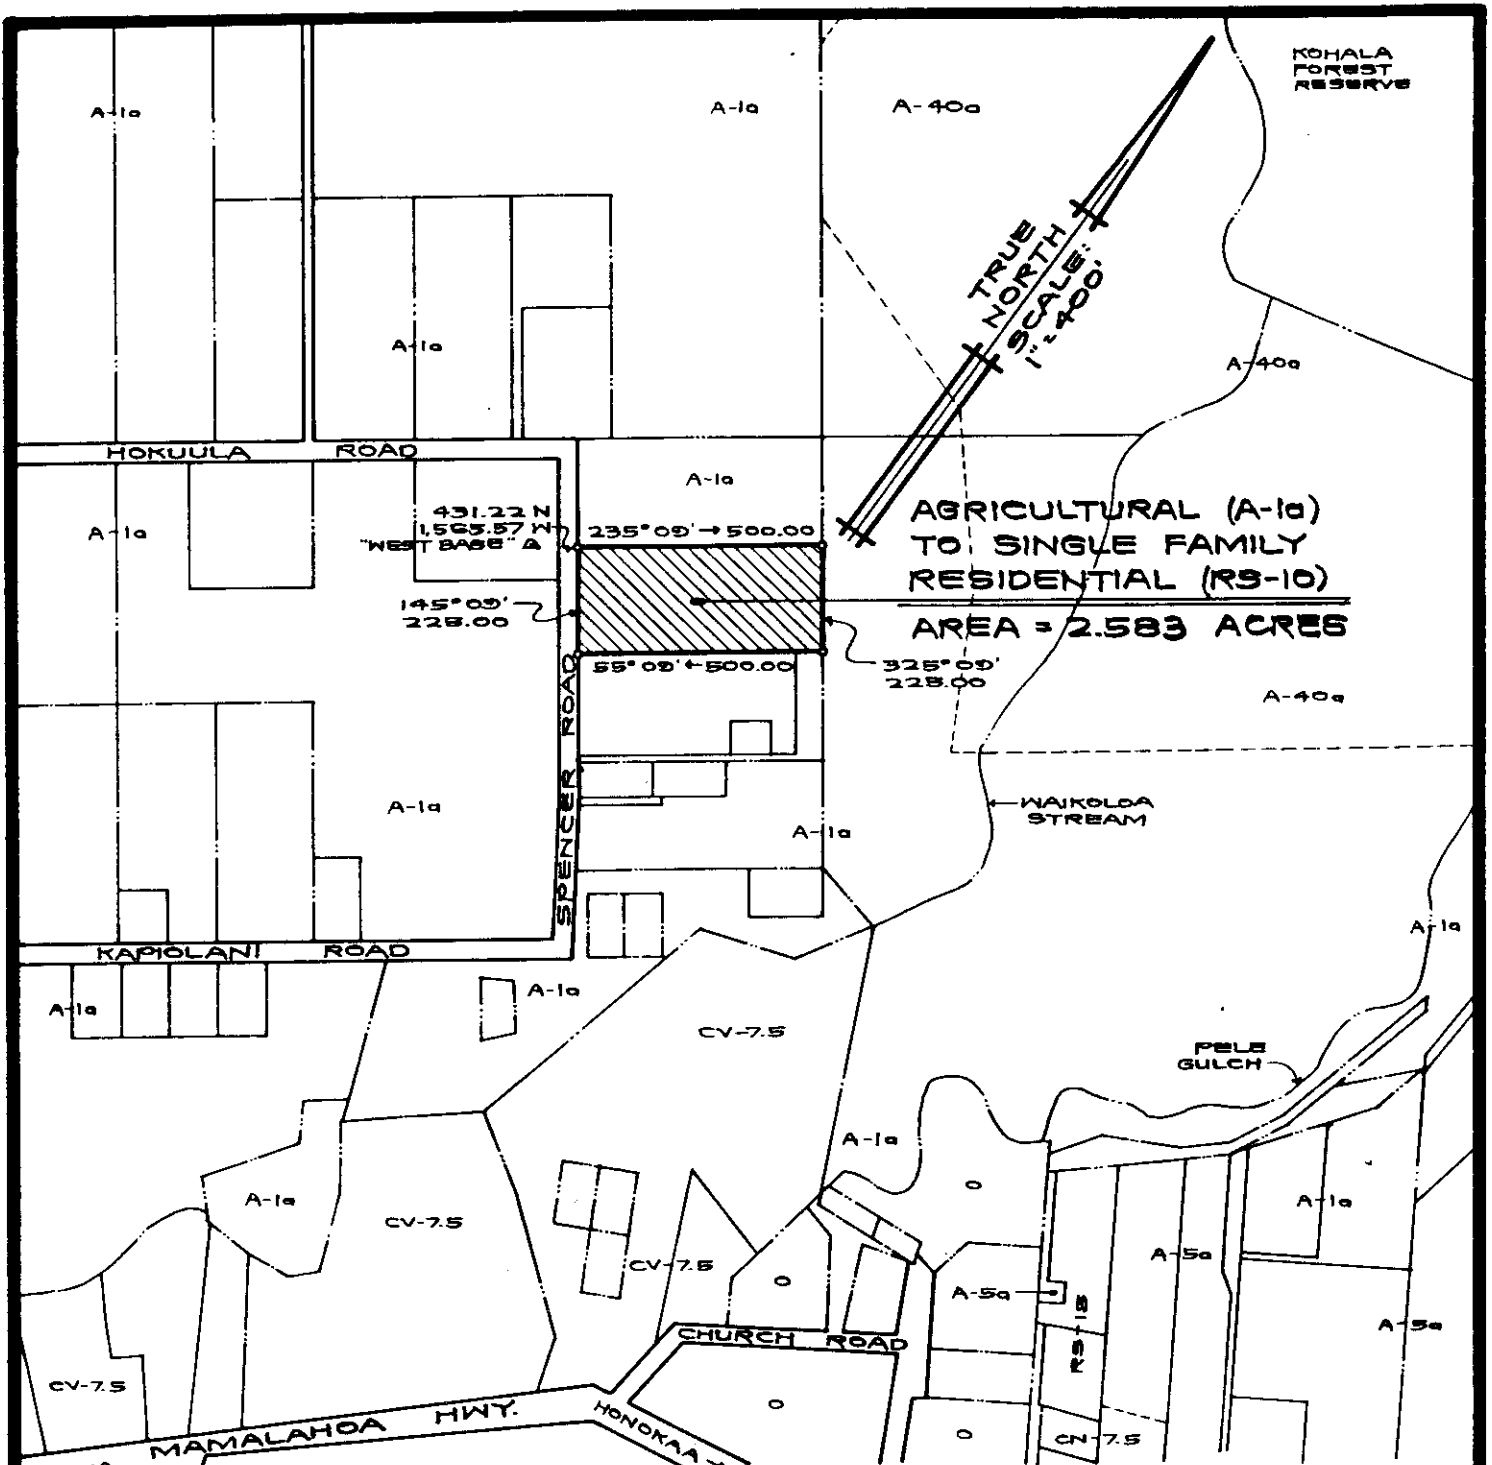 KOHALA
FOREST
RESERVE
A-1a
A-1a
A-40a
TRUE
NORTH
SCALE:
1"=400'
A-1a
A-40a
HOKUULA ROAD
A-1a
A-1a
431.22 N
1,565.57 W
"WEST BASE" △
235°09' → 500.00
AGRICULTURAL (A-1a)
TO SINGLE FAMILY
RESIDENTIAL (RS-10)
AREA = 2.583 ACRES
145°09'
225.00
55°09' ← 500.00
325°09'
225.00
SPENCER ROAD
A-40a
A-1a
A-1a
WAIKOLOA
STREAM
KAPIOLANI ROAD
A-1a
A-1a
A-1a
CV-7.5
PELE
GULCH
A-1a
A-1a
CV-7.5
O
A-1a
CV-7.5
O
A-5a
A-5a
RS-15
A-5a
CHURCH ROAD
CV-7.5
MAMALAHOA HWY.
HONOKAA
O
O
CN-7.5